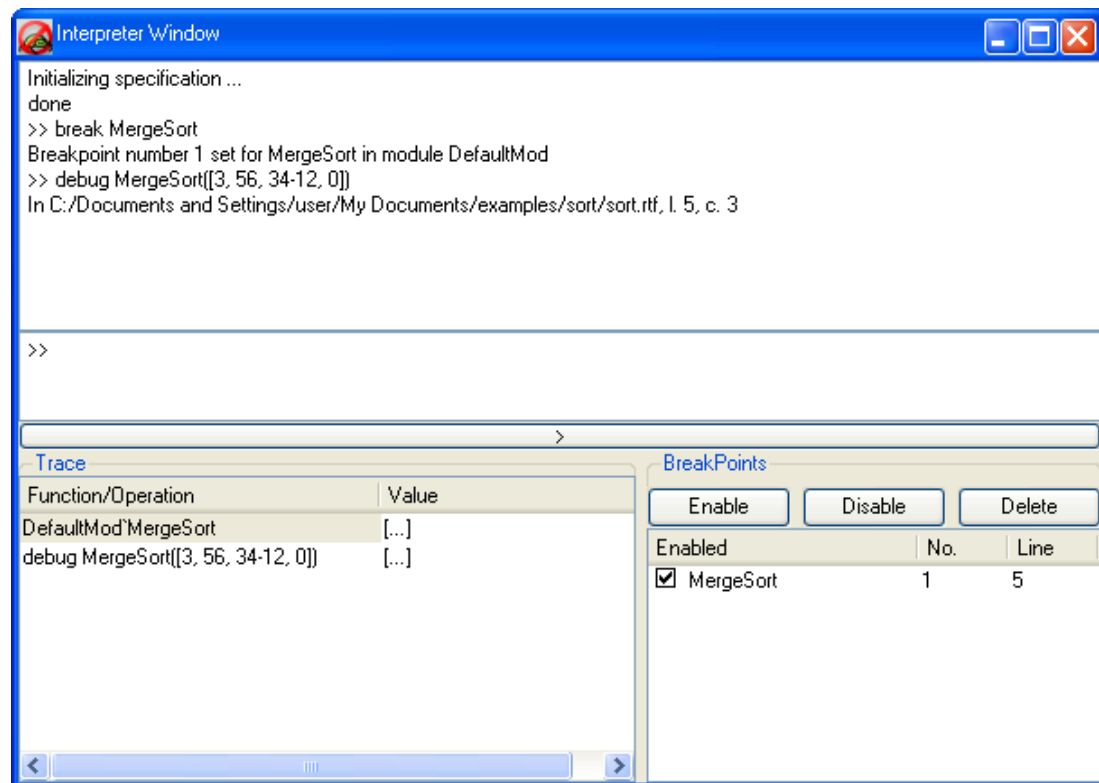 Interpreter Window
Initializing specification ...
done
>> break MergeSort
Breakpoint number 1 set for MergeSort in module DefaultMod
>> debug MergeSort([3, 56, 34-12, 0])
In C:/Documents and Settings/user/My Documents/examples/sort/sort.rtf, l. 5, c. 3
>>
>
Trace
Function/Operation Value
DefaultMod`MergeSort [...]
debug MergeSort([3, 56, 34-12, 0]) [...]
BreakPoints
Enable Disable Delete
Enabled No. Line
MergeSort 1 5